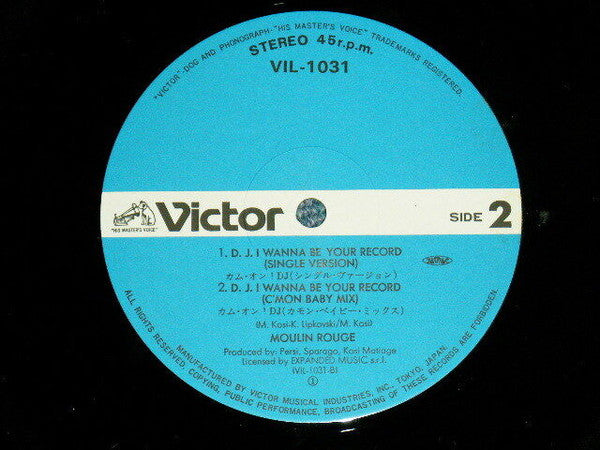 "VICTOR"-DOG AND PHONOGRAPH-"HIS MASTER'S VOICE" TRADEMARKS REGISTERED.
STEREO 45 r.p.m.
VIL-1031
"HIS MASTER'S VOICE"
Victor
SIDE 2
1. D. J. I WANNA BE YOUR RECORD
(SINGLE VERSION)
カム・オン!DJ(シングル・ヴァージョン)
2. D. J. I WANNA BE YOUR RECORD
(C'MON BABY MIX)
カム・オン!DJ(カモン・ベイビー・ミックス)
(M. Kasi-K. Lipkovski/M. Kasi)
MOULIN ROUGE
Produced by: Persi, Sparago, Kasi Matiage
Licensed by EXPANDED MUSIC s.r.l.
(VIL-1031-B)
MANUFACTURED BY VICTOR MUSICAL INDUSTRIES, INC. TOKYO, JAPAN.
ALL RIGHTS RESERVED. COPYING, PUBLIC PERFORMANCE, BROADCASTING OF THESE RECORDS ARE FORBIDDEN.